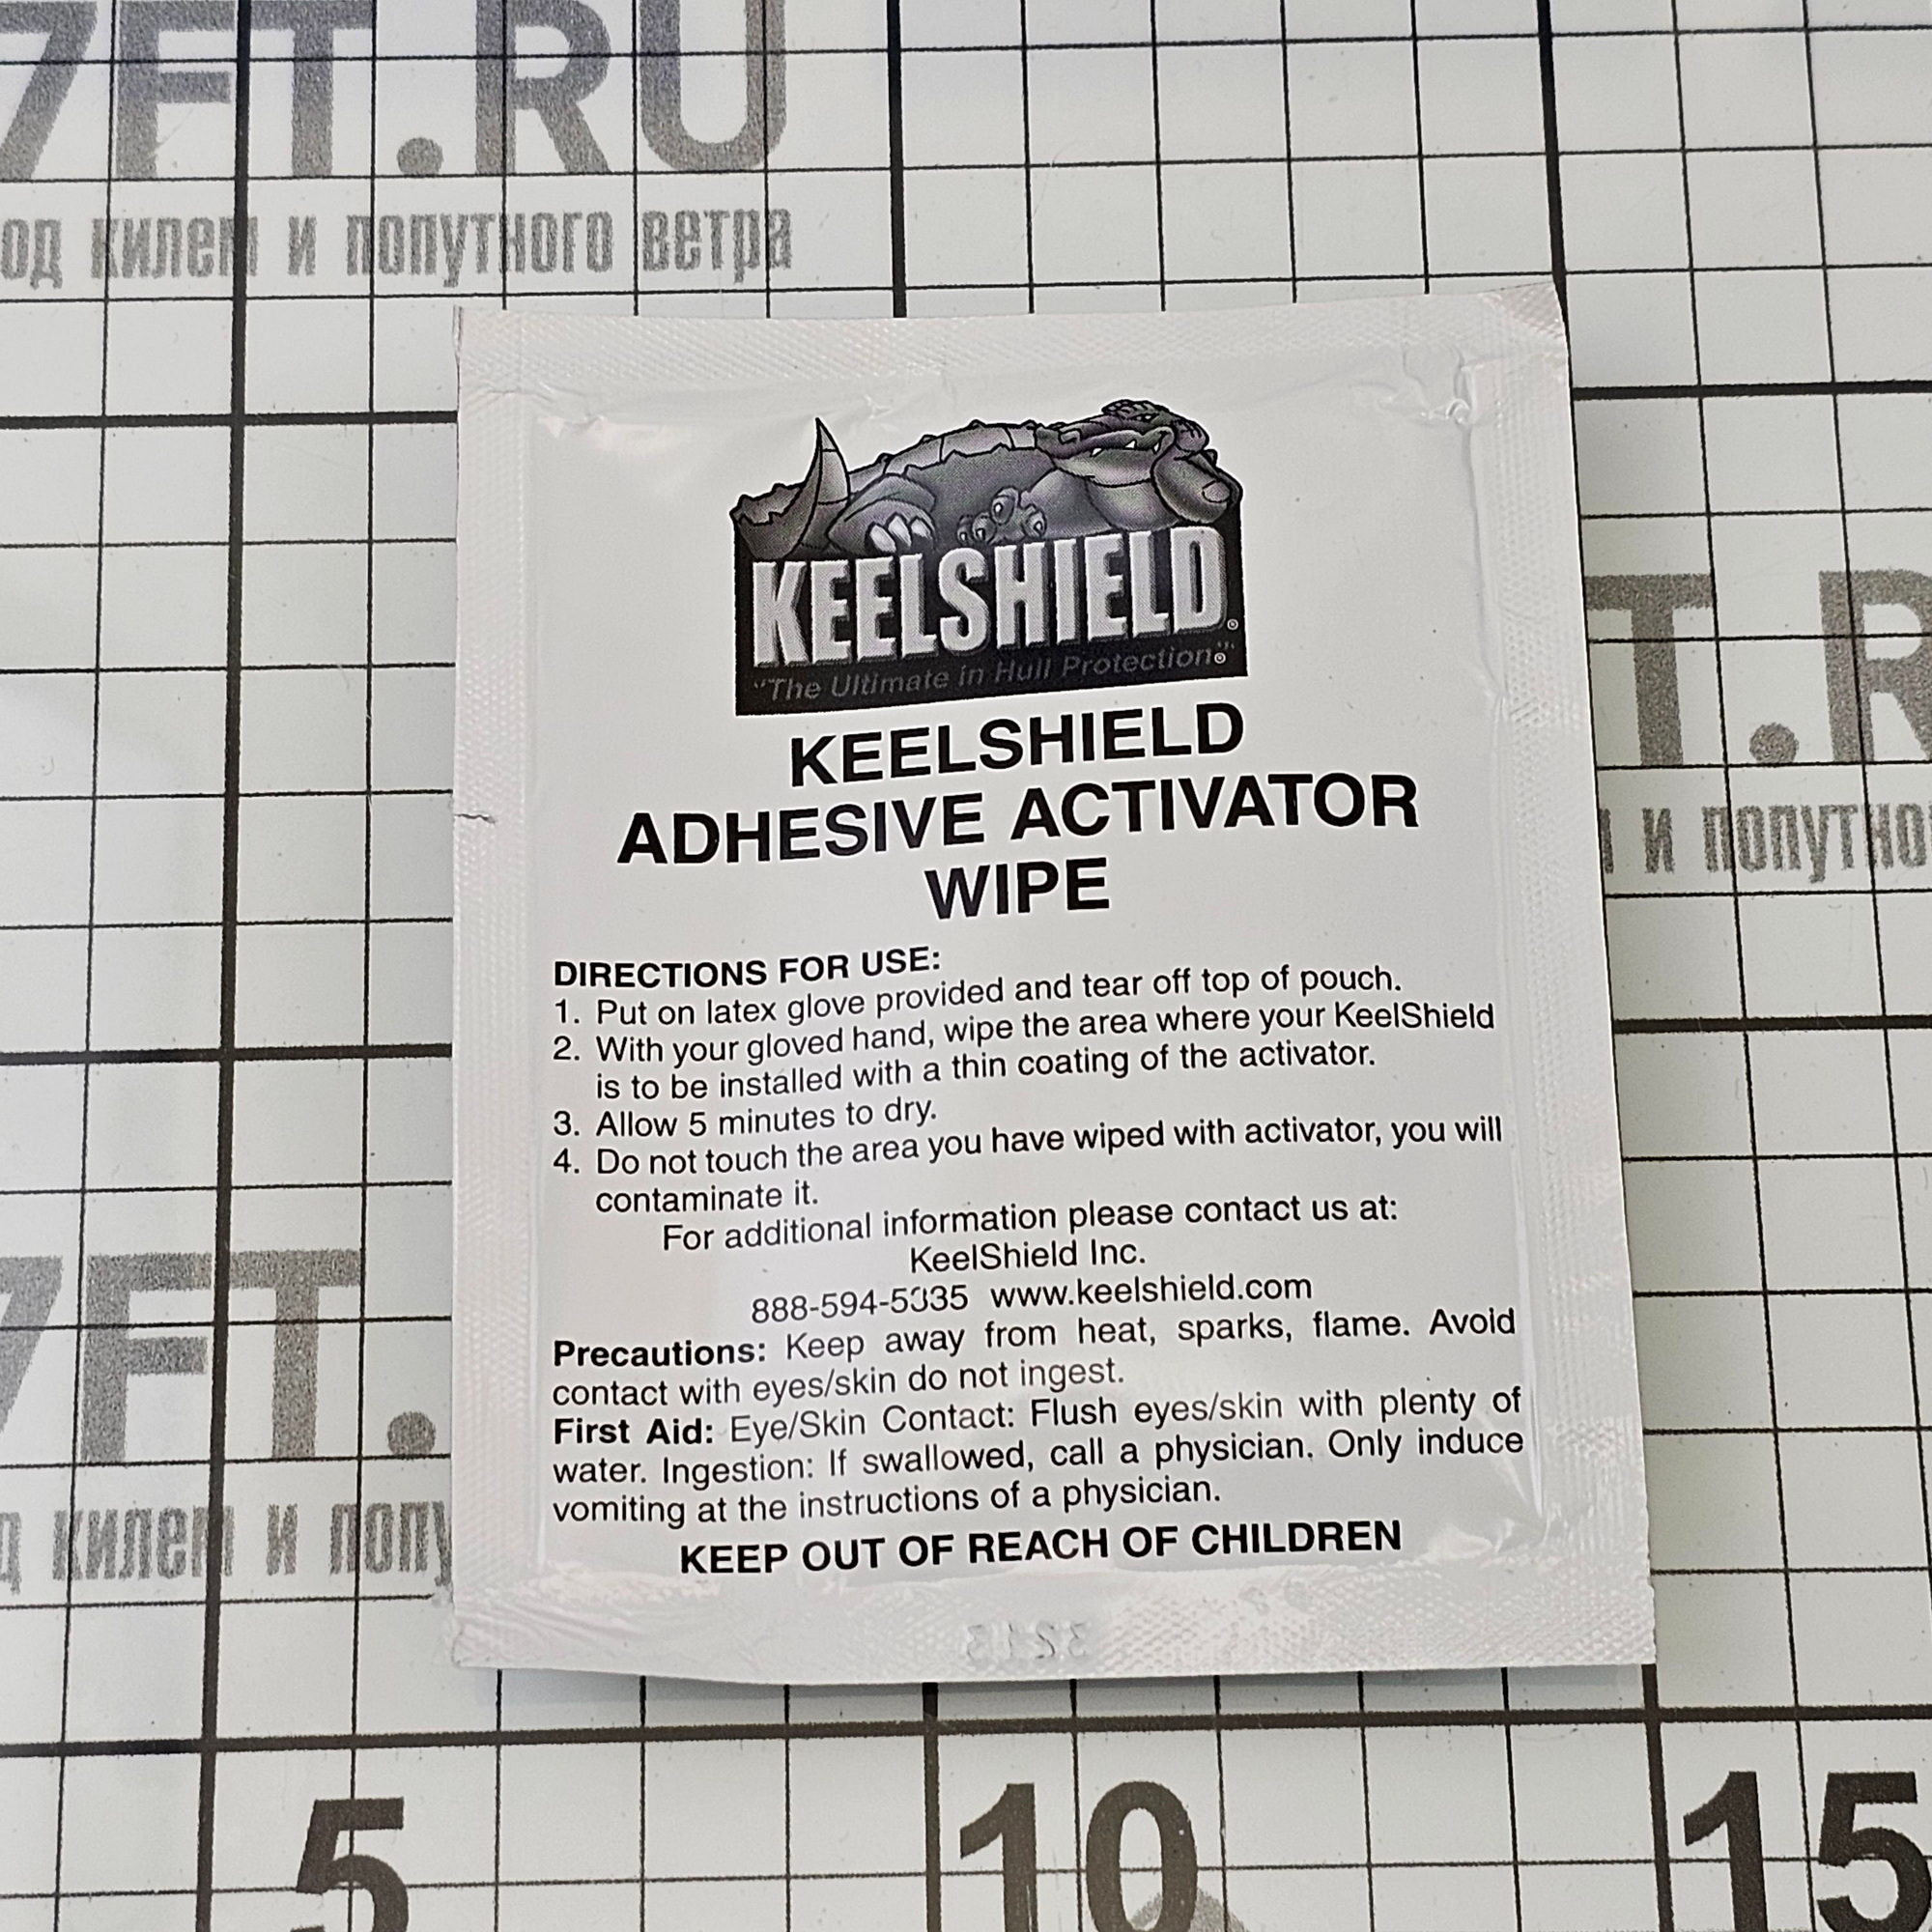 7FT.RU
од килем и попутного ветра
KEELSHIELD®
"The Ultimate in Hull Protection"®
KEELSHIELD
ADHESIVE ACTIVATOR
WIPE
DIRECTIONS FOR USE:
1. Put on latex glove provided and tear off top of pouch.
2. With your gloved hand, wipe the area where your KeelShield
is to be installed with a thin coating of the activator.
3. Allow 5 minutes to dry.
4. Do not touch the area you have wiped with activator, you will
contaminate it.
For additional information please contact us at:
KeelShield Inc.
888-594-5335 www.keelshield.com
Precautions: Keep away from heat, sparks, flame. Avoid
contact with eyes/skin do not ingest.
First Aid: Eye/Skin Contact: Flush eyes/skin with plenty of
water. Ingestion: If swallowed, call a physician. Only induce
vomiting at the instructions of a physician.
KEEP OUT OF REACH OF CHILDREN
T.R
и попутно
7FT.
килем и попу
5
10
15